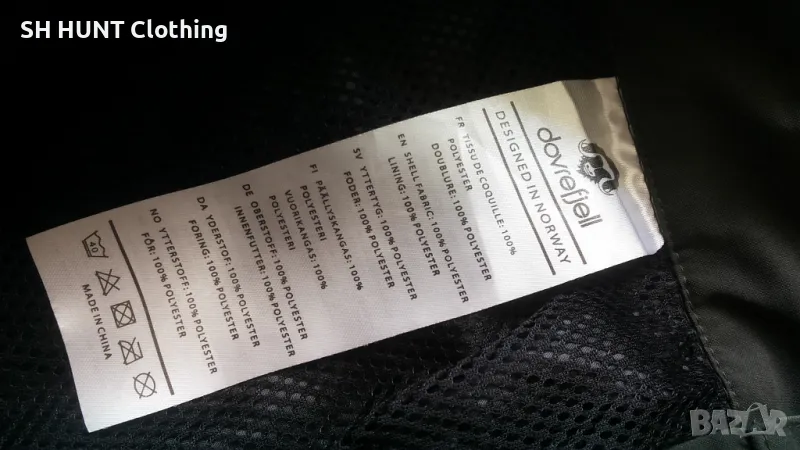 SH HUNT Clothing
dovrefjell
DESIGNED IN NORWAY
FR TISSU DE COQUILLE: 100%
POLYESTER
DOUBLURE: 100% POLYESTER
EN SHELL FABRIC: 100% POLYESTER
LINING: 100% POLYESTER
SV YTTERTYG: 100% POLYESTER
FODER: 100% POLYESTER
FI PÄÄLLYSKANGAS: 100%
POLYESTERI
VUORIKANGAS: 100%
POLYESTERI
DE OBERSTOFF: 100% POLYESTER
INNENFUTTER: 100% POLYESTER
DA YDERSTOF: 100% POLYESTER
FORING: 100% POLYESTER
NO YTTERSTOFF: 100% POLYESTER
FÔR: 100% POLYESTER
40
MADE IN CHINA
BAZAR